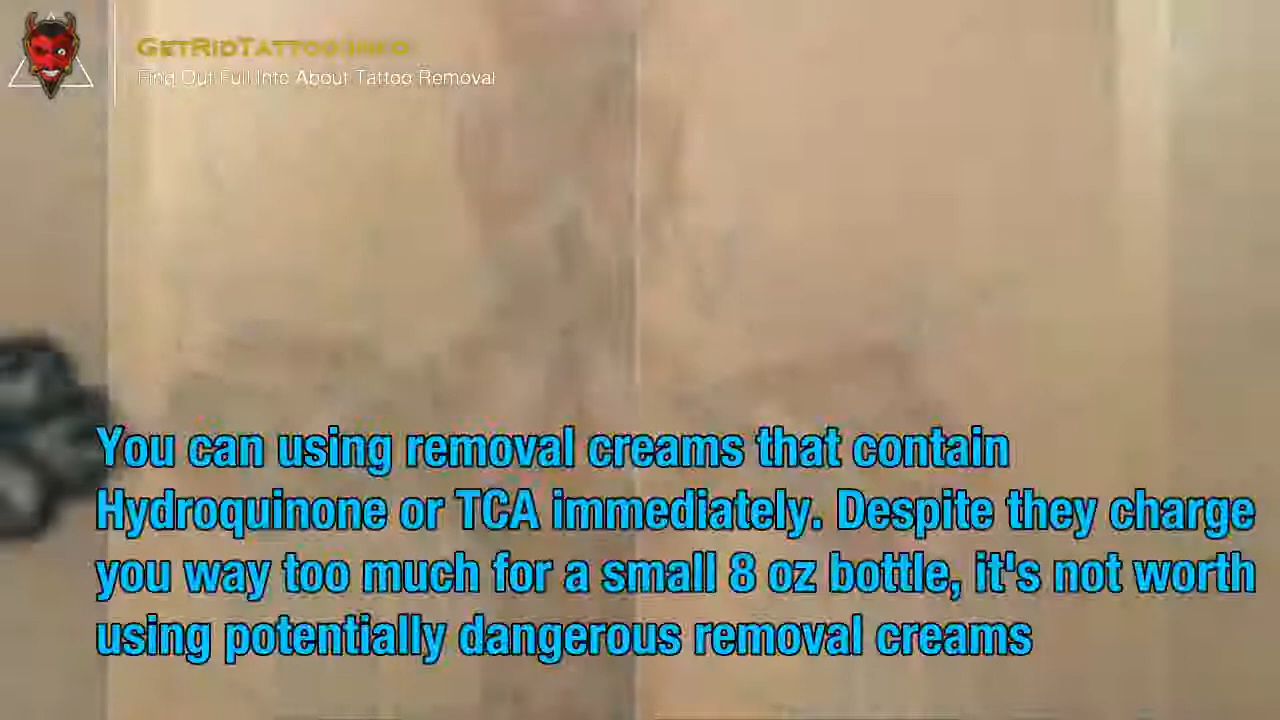 GetRidTattoo.Info
Find Out Full Info About Tattoo Removal
You can using removal creams that contain
Hydroquinone or TCA immediately. Despite they charge
you way too much for a small 8 oz bottle, it's not worth
using potentially dangerous removal creams